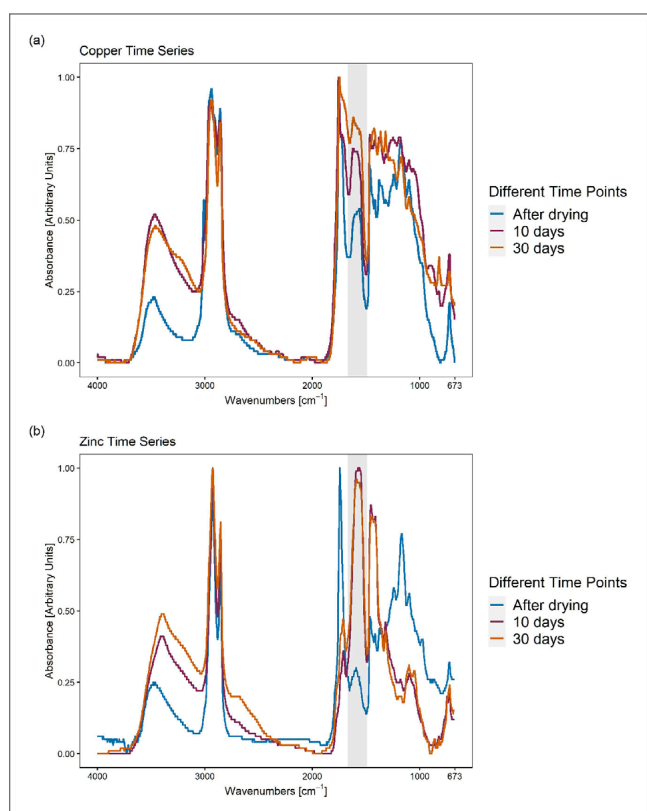 (a)
Copper Time Series
1.00
0.75
0.50
0.25
0.00
Absorbance [Arbitrary Units]
4000 3000 2000 1000 673
Wavenumbers [cm⁻¹]
Different Time Points
After drying
10 days
30 days
(b)
Zinc Time Series
1.00
0.75
0.50
0.25
0.00
Absorbance [Arbitrary Units]
4000 3000 2000 1000 673
Wavenumbers [cm⁻¹]
Different Time Points
After drying
10 days
30 days